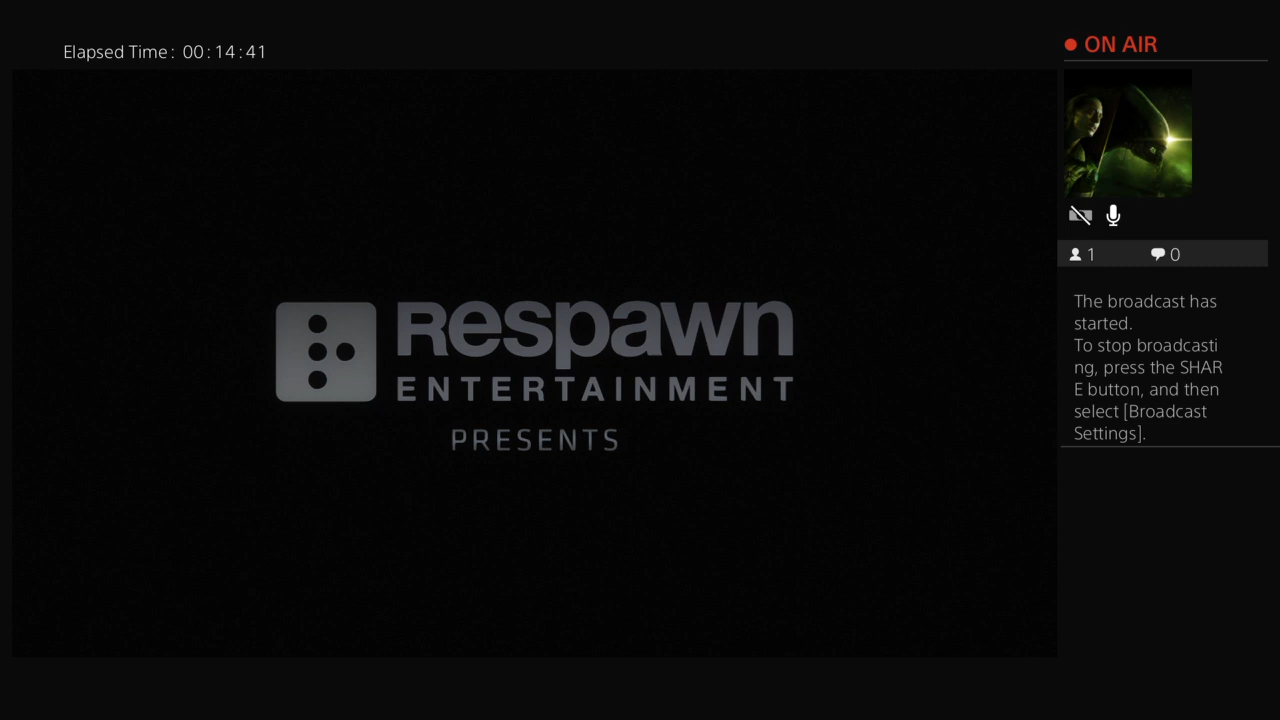 Elapsed Time: 00:14:41
ON AIR
1 0
Respawn
ENTERTAINMENT
PRESENTS
The broadcast has
started.
To stop broadcasti
ng, press the SHAR
E button, and then
select [Broadcast
Settings].